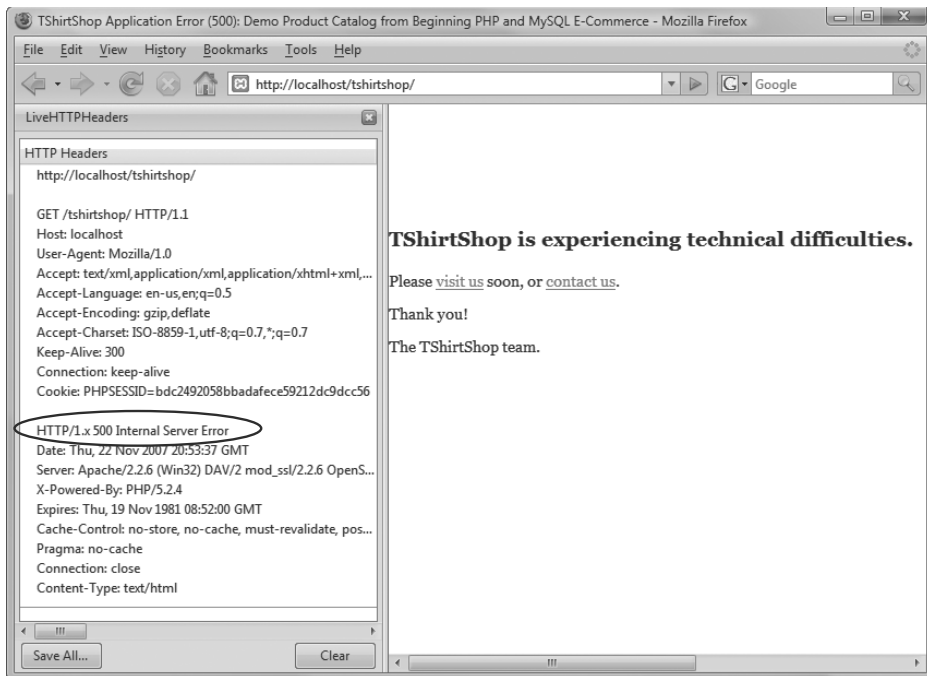 TShirtShop Application Error (500): Demo Product Catalog from Beginning PHP and MySQL E-Commerce - Mozilla Firefox
File Edit View History Bookmarks Tools Help
http://localhost/tshirtshop/
G Google
LiveHTTPHeaders
HTTP Headers
http://localhost/tshirtshop/
GET /tshirtshop/ HTTP/1.1
Host: localhost
User-Agent: Mozilla/1.0
Accept: text/xml,application/xml,application/xhtml+xml,...
Accept-Language: en-us,en;q=0.5
Accept-Encoding: gzip,deflate
Accept-Charset: ISO-8859-1,utf-8;q=0.7,*;q=0.7
Keep-Alive: 300
Connection: keep-alive
Cookie: PHPSESSID=bdc2492058bbadafece59212dc9dcc56
HTTP/1.x 500 Internal Server Error
Date: Thu, 22 Nov 2007 20:53:37 GMT
Server: Apache/2.2.6 (Win32) DAV/2 mod_ssl/2.2.6 OpenS...
X-Powered-By: PHP/5.2.4
Expires: Thu, 19 Nov 1981 08:52:00 GMT
Cache-Control: no-store, no-cache, must-revalidate, pos...
Pragma: no-cache
Connection: close
Content-Type: text/html
Save All...
Clear
TShirtShop is experiencing technical difficulties.
Please visit us soon, or contact us.
Thank you!
The TShirtShop team.